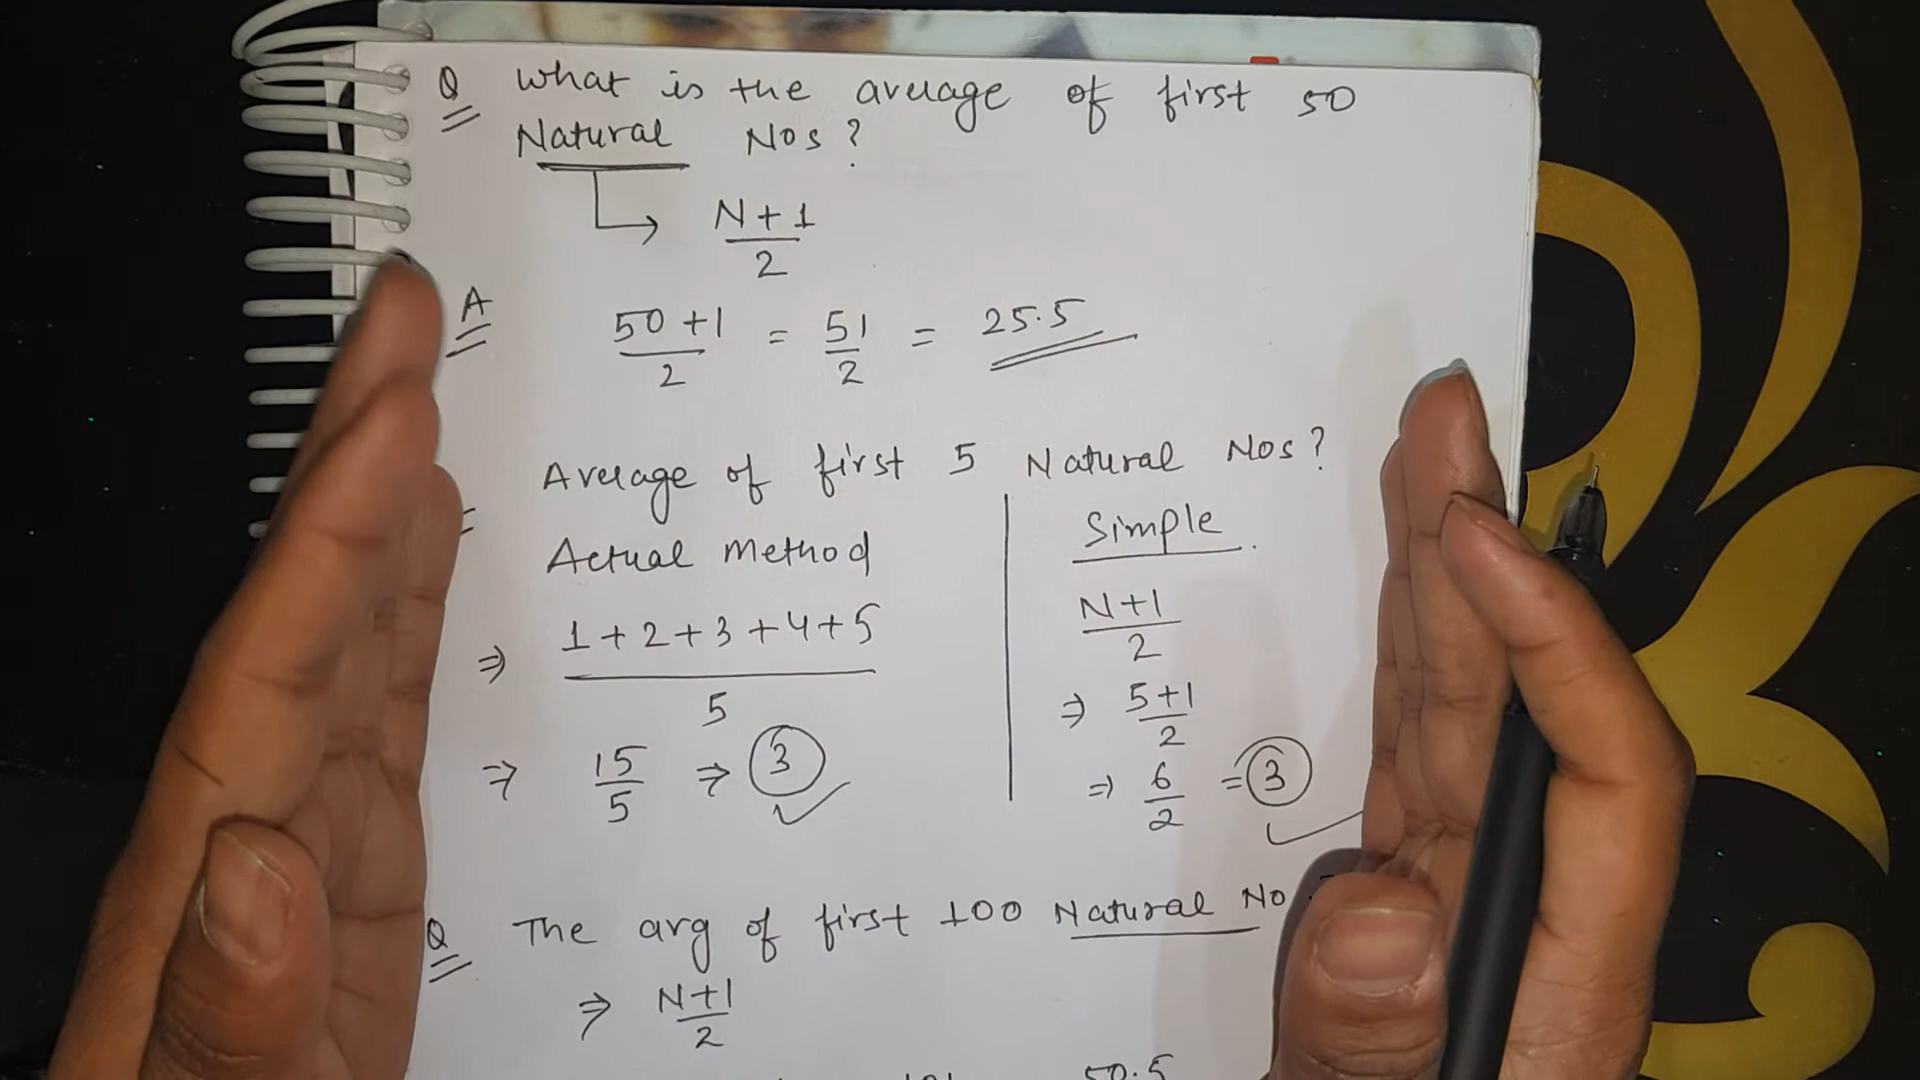 Q What is the average of first 50
Natural Nos?
N+1
2
A 50+1 = 51 = 25.5
2 2
Average of first 5 Natural Nos?
Actual Method
1+2+3+4+5
5
⇒ 15 ⇒ 3
5
Simple
N+1
2
⇒ 5+1
2
⇒ 6 = 3
2
Q The avg of first 100 Natural No
⇒ N+1
2
50.5